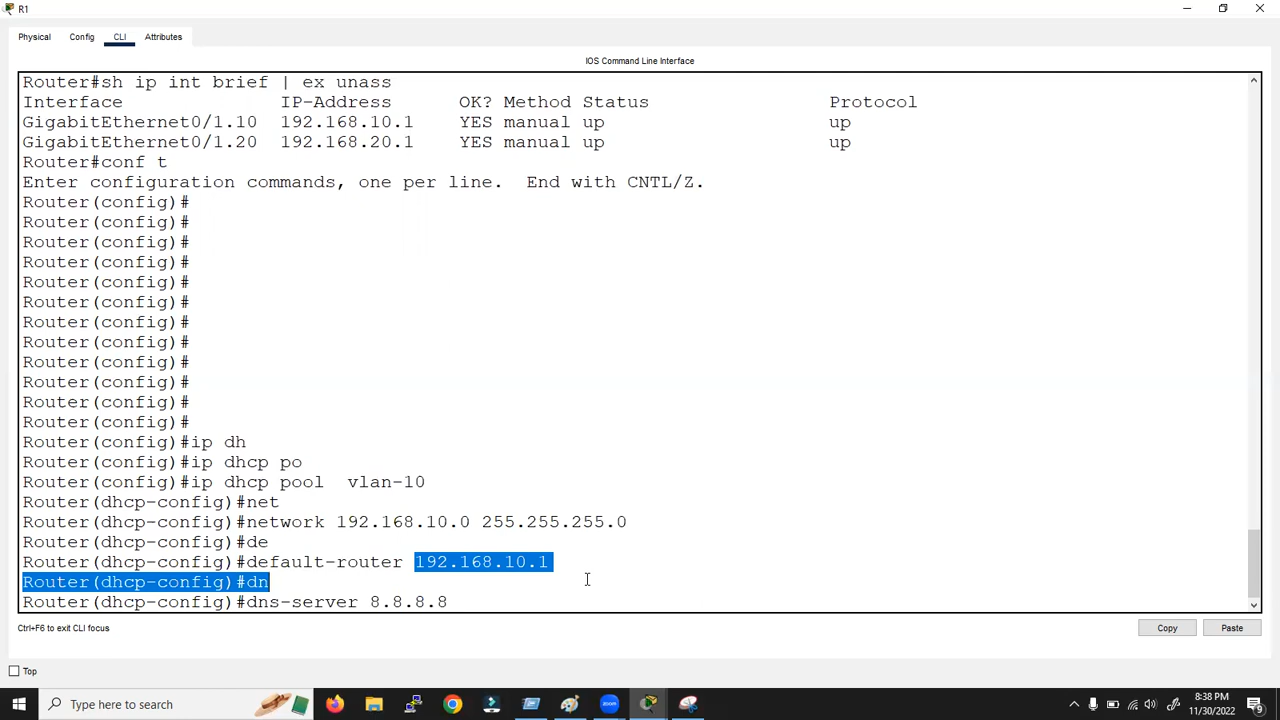 R1
Physical Config CLI Attributes
IOS Command Line Interface
Router#sh ip int brief | ex unass
Interface IP-Address OK? Method Status Protocol
GigabitEthernet0/1.10 192.168.10.1 YES manual up up
GigabitEthernet0/1.20 192.168.20.1 YES manual up up
Router#conf t
Enter configuration commands, one per line. End with CNTL/Z.
Router(config)#
Router(config)#
Router(config)#
Router(config)#
Router(config)#
Router(config)#
Router(config)#
Router(config)#
Router(config)#
Router(config)#
Router(config)#
Router(config)#
Router(config)#ip dh
Router(config)#ip dhcp po
Router(config)#ip dhcp pool vlan-10
Router(dhcp-config)#net
Router(dhcp-config)#network 192.168.10.0 255.255.255.0
Router(dhcp-config)#de
Router(dhcp-config)#default-router 192.168.10.1
Router(dhcp-config)#dn
Router(dhcp-config)#dns-server 8.8.8.8
Ctrl+F6 to exit CLI focus
Copy Paste
Top
Type here to search
zoom
8:38 PM
11/30/2022
9